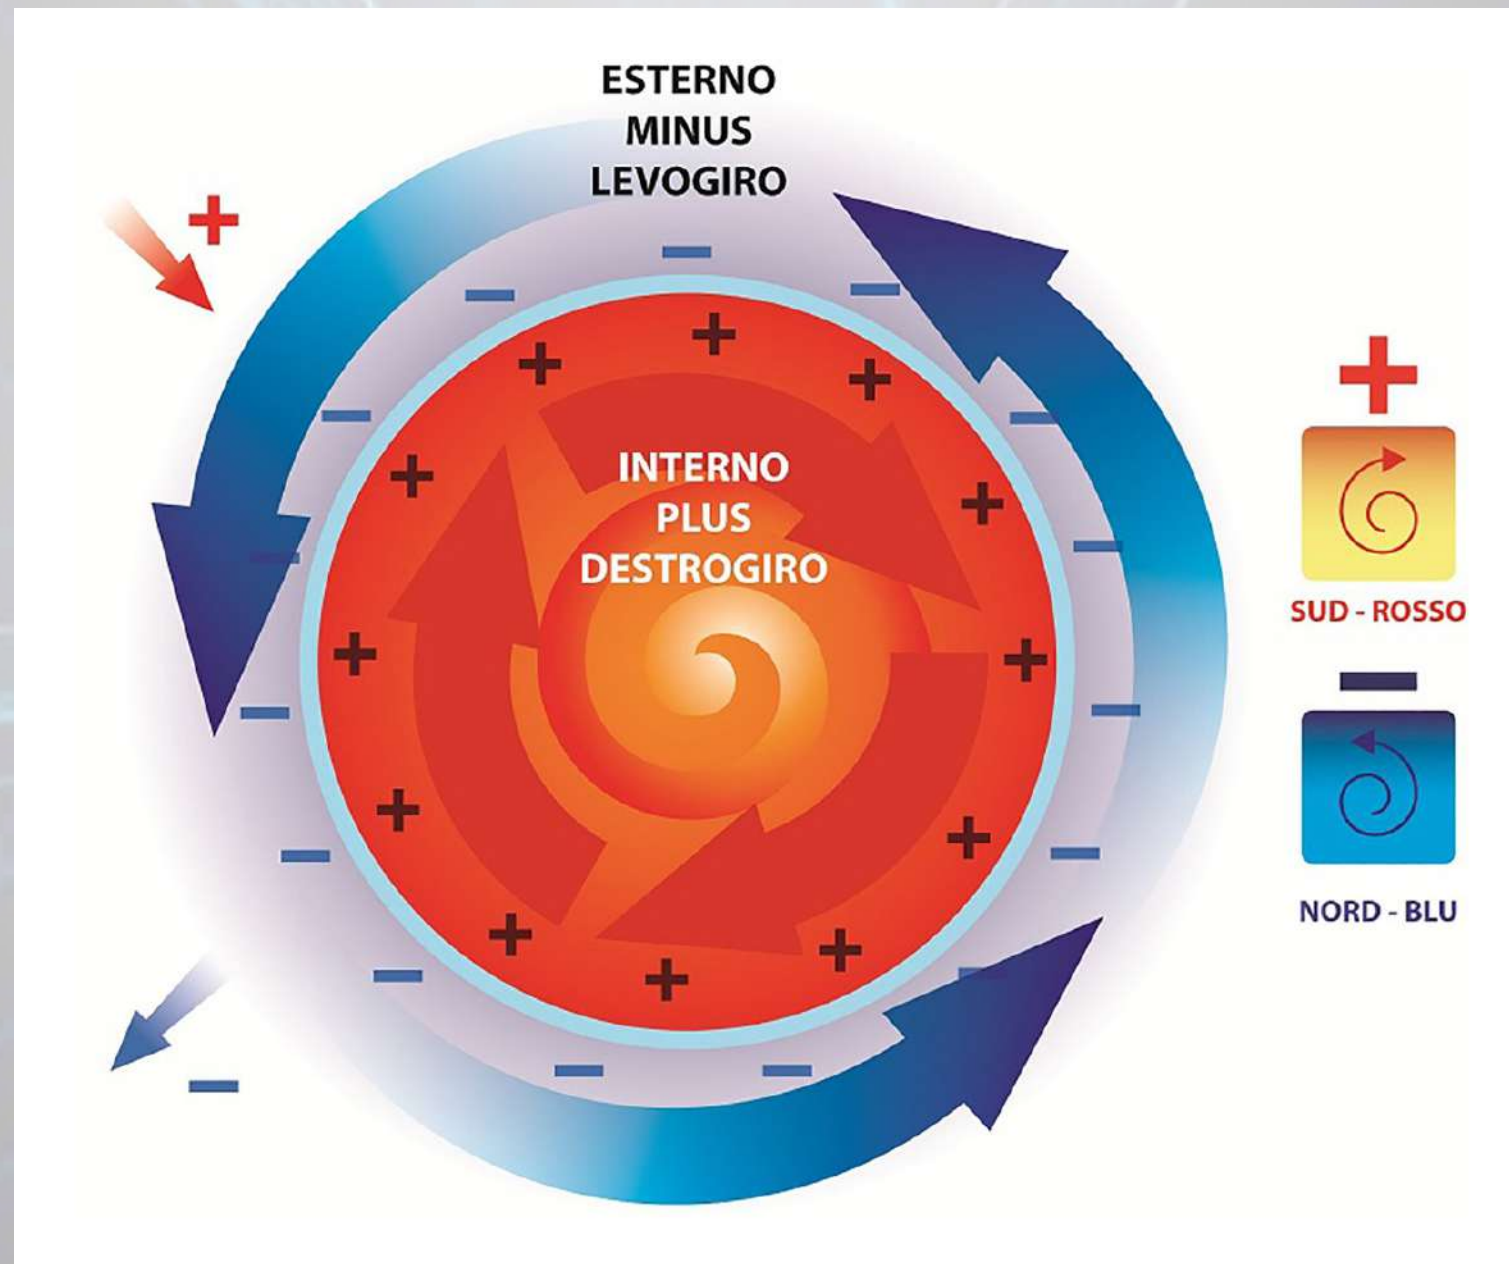 ESTERNO
MINUS
LEVOGIRO
INTERNO
PLUS
DESTROGIRO
SUD - ROSSO
NORD - BLU